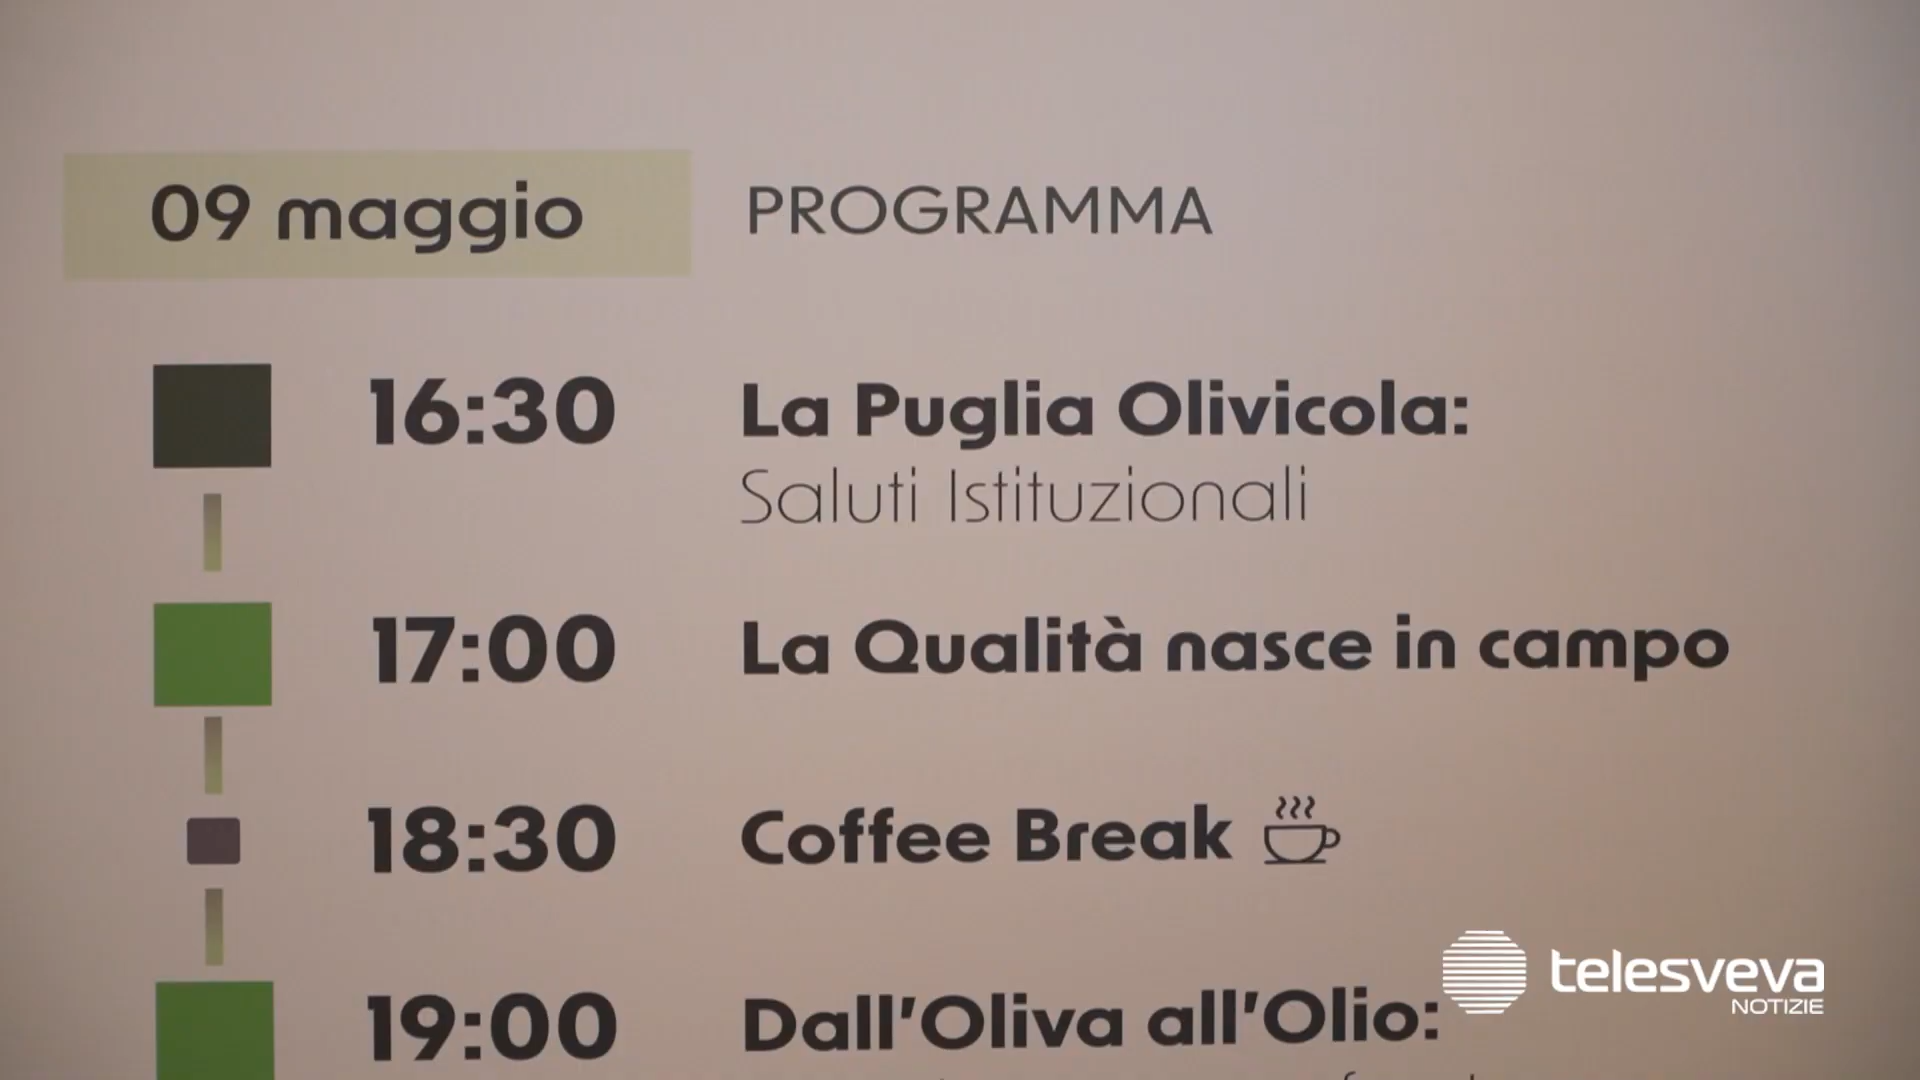 09 maggio PROGRAMMA
16:30 La Puglia Olivicola:
Saluti Istituzionali
17:00 La Qualità nasce in campo
18:30 Coffee Break
19:00 Dall'Oliva all'Olio:
telesveva
NOTIZIE